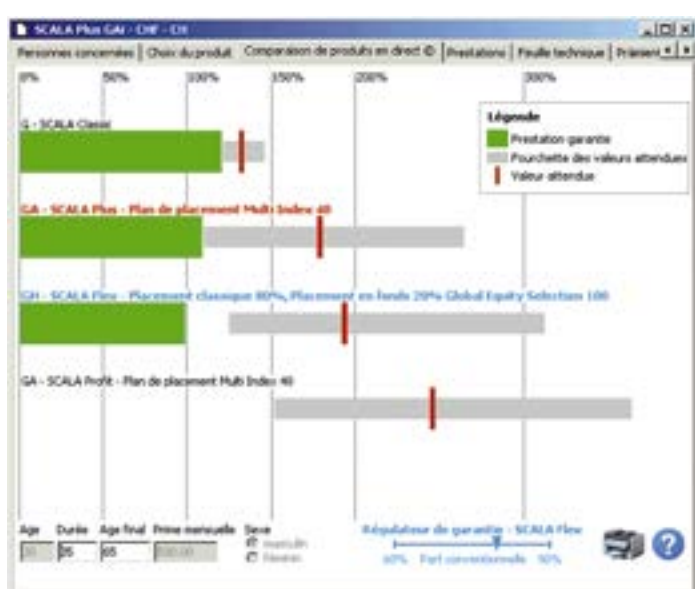 SCALA Plus GAI - CHF - CH
Personnes concernées | Choix du produit | Comparaison de produits en direct © | Prestations | Feuille technique |
0% 50% 100% 150% 200% 300%
Légende
Prestation garantie
Fourchette des valeurs attendues
Valeur attendue
G - SCALA Classic
GA - SCALA Plus - Plan de placement Multi Index 40
GH - SCALA Flex - Placement classique 80%, Placement en fonds 20% Global Equity Selection 100
GA - SCALA Profit - Plan de placement Multi Index 40
Age Durée Age final Prime mensuelle Sexe
35 65
masculin
féminin
Régulateur de garantie - SCALA Flex
60% Part conventionnelle 90%